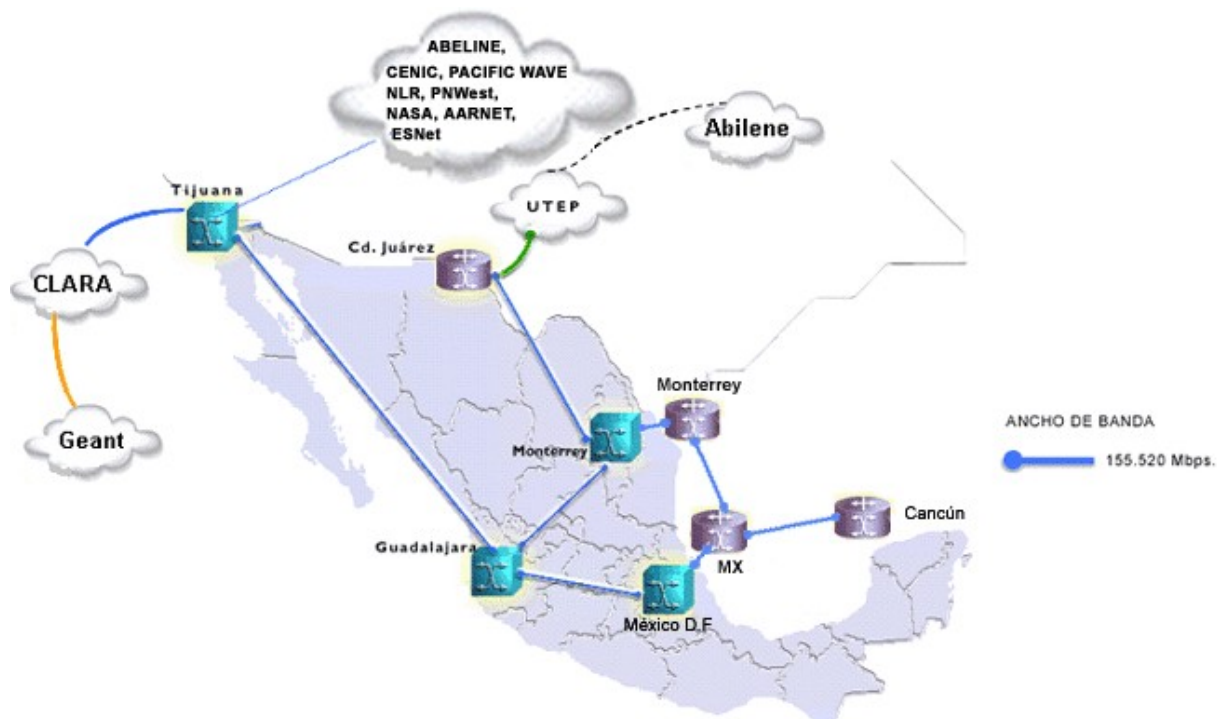 ABELINE,
CENIC, PACIFIC WAVE
NLR, PNWest,
NASA, AARNET,
ESNet
Abilene
Tijuana
UTEP
Cd. Juárez
CLARA
Monterrey
Geant
ANCHO DE BANDA
Monterrey
155.520 Mbps.
Cancún
Guadalajara
MX
México D.F